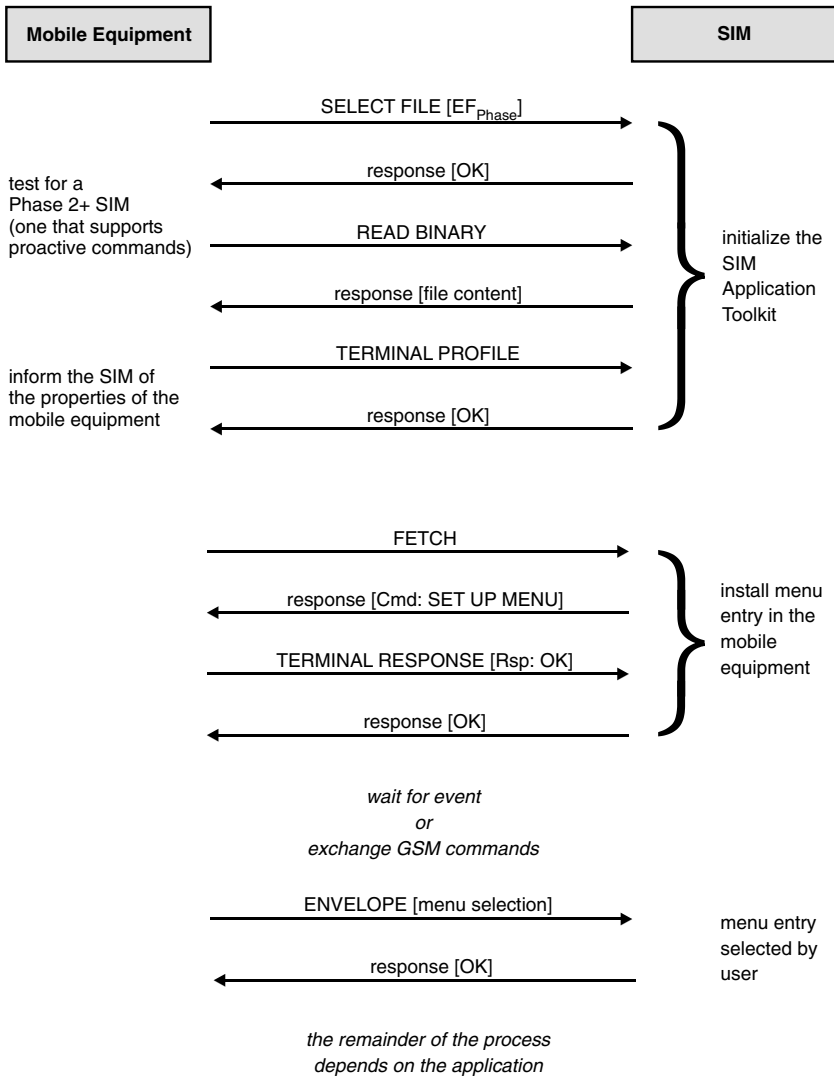 Mobile Equipment
SIM
SELECT FILE [EF_Phase]
response [OK]
test for a
Phase 2+ SIM
(one that supports
proactive commands)
READ BINARY
response [file content]
initialize the
SIM
Application
Toolkit
TERMINAL PROFILE
inform the SIM of
the properties of the
mobile equipment
response [OK]
FETCH
response [Cmd: SET UP MENU]
TERMINAL RESPONSE [Rsp: OK]
response [OK]
install menu
entry in the
mobile
equipment
wait for event
or
exchange GSM commands
ENVELOPE [menu selection]
response [OK]
menu entry
selected by
user
the remainder of the process
depends on the application